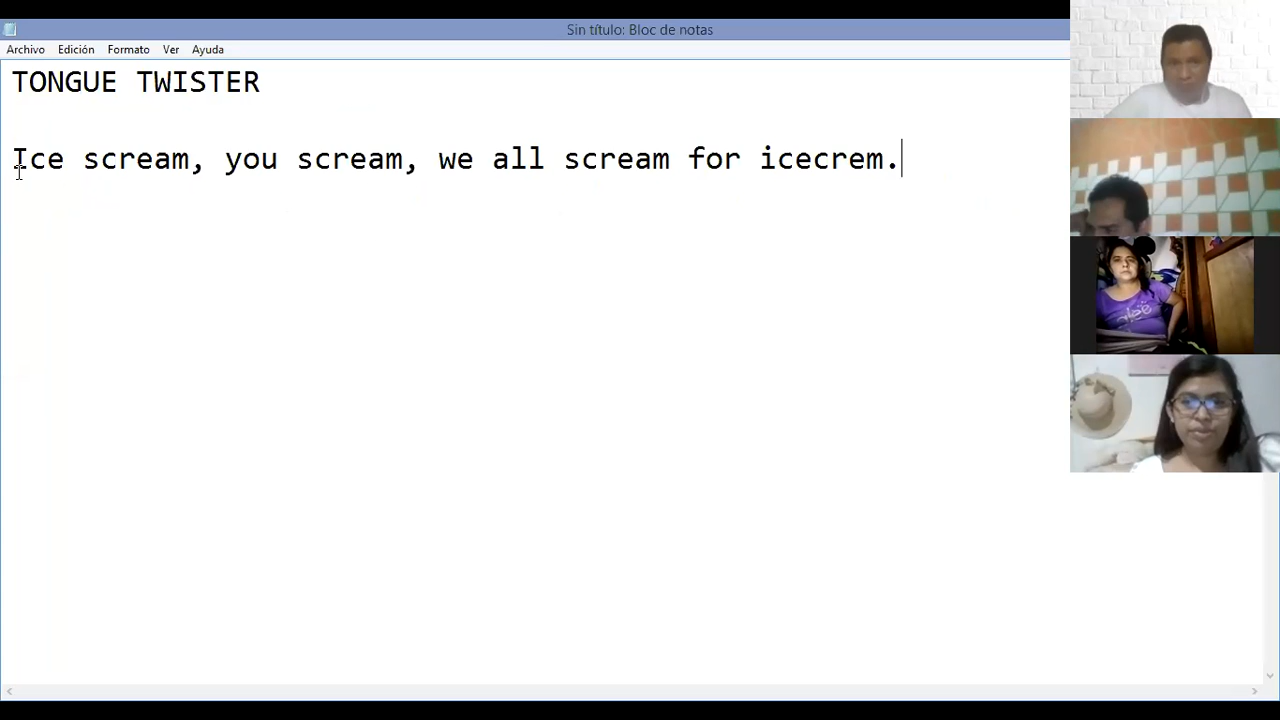 Sin título: Bloc de notas
Archivo Edición Formato Ver Ayuda
TONGUE TWISTER
Ice scream, you scream, we all scream for icecrem.